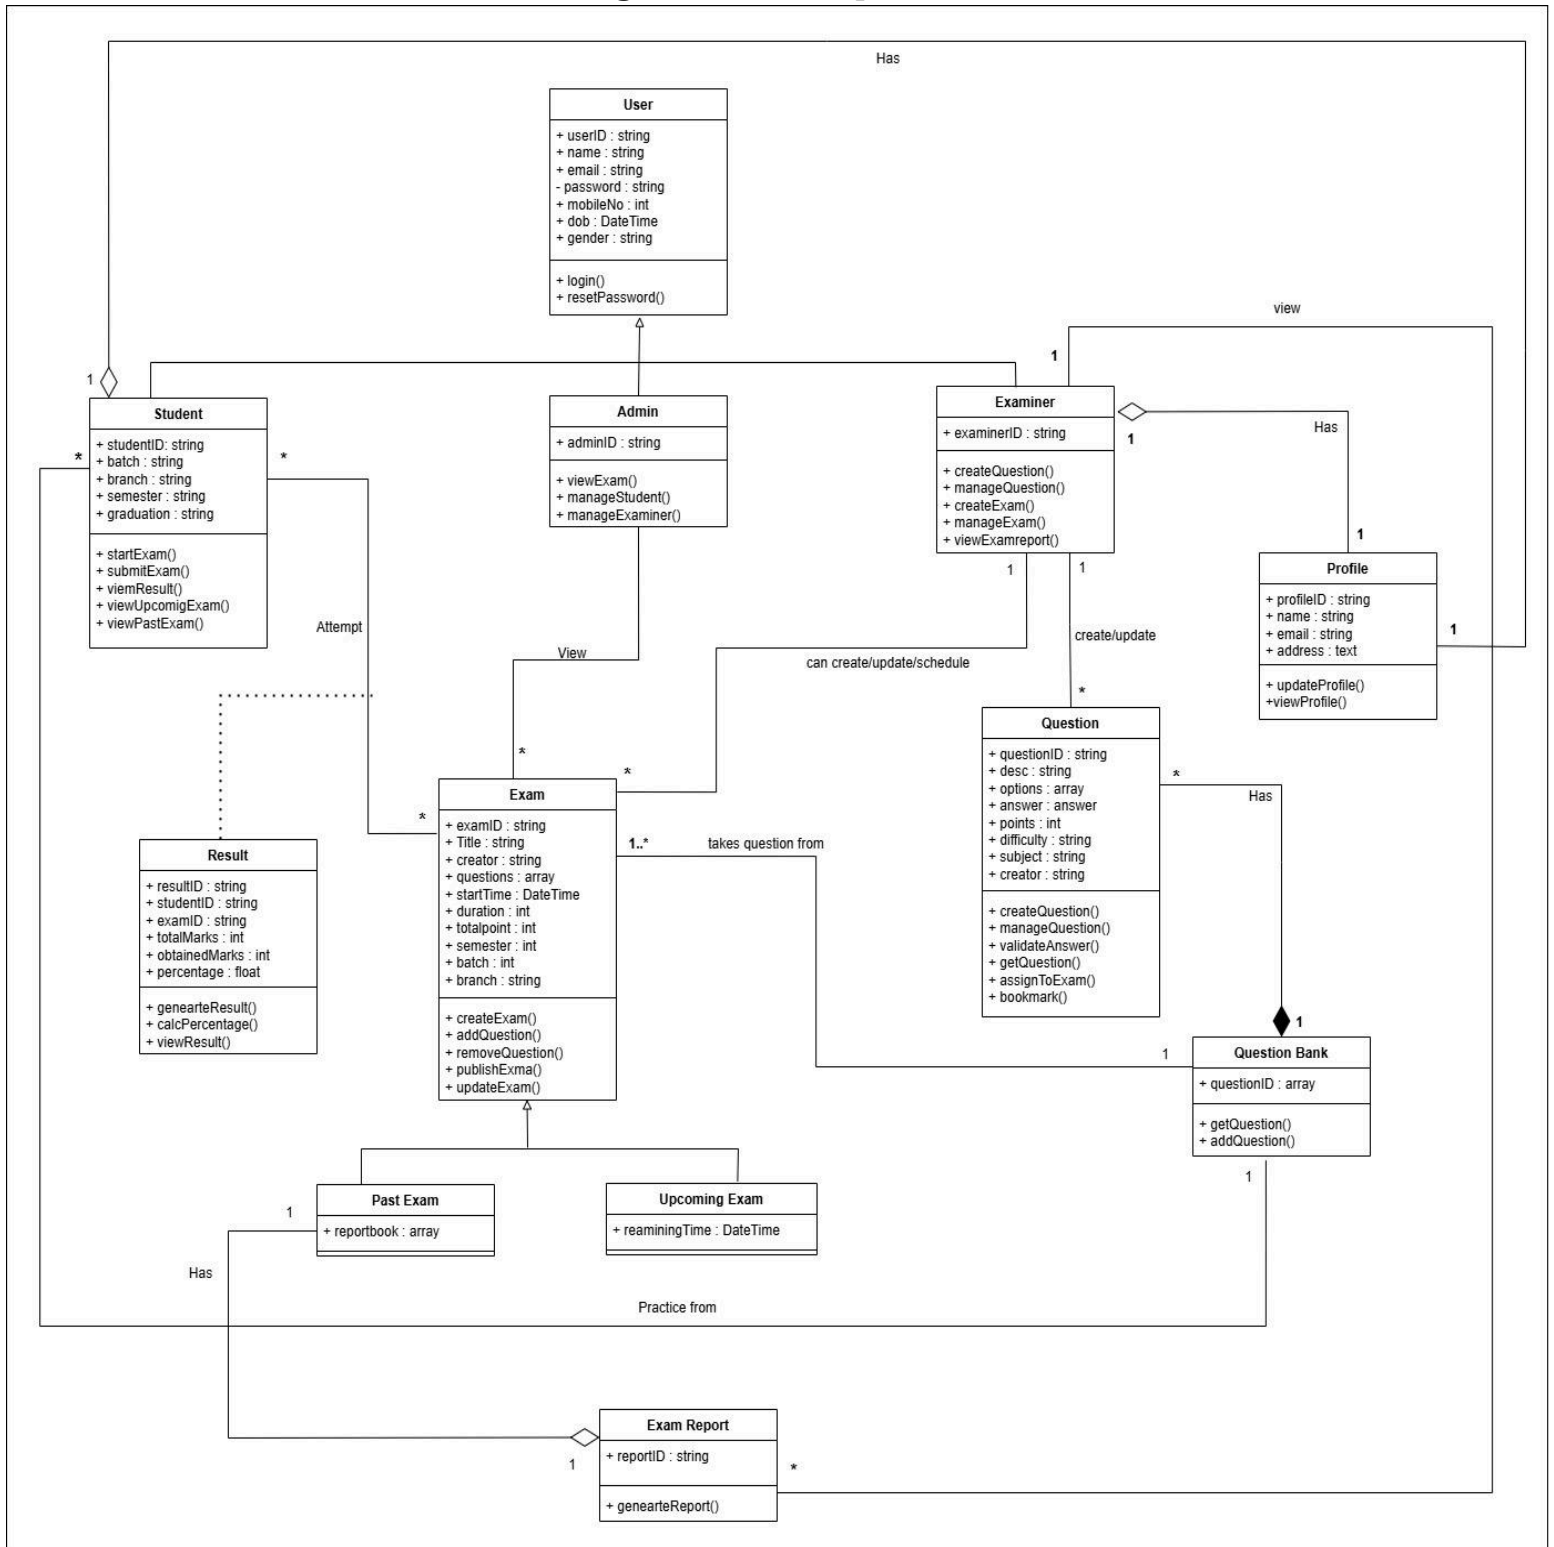 Has
User
+ userID : string
+ name : string
+ email : string
- password : string
+ mobileNo : int
+ dob : DateTime
+ gender : string
+ login()
+ resetPassword()
view
1
1
Student
+ studentID: string
+ batch : string
+ branch : string
+ semester : string
+ graduation : string
+ startExam()
+ submitExam()
+ viemResult()
+ viewUpcomigExam()
+ viewPastExam()
*
*
Admin
+ adminID : string
+ viewExam()
+ manageStudent()
+ manageExaminer()
Examiner
+ examinerID : string
+ createQuestion()
+ manageQuestion()
+ createExam()
+ manageExam()
+ viewExamreport()
1
Has
1
Profile
+ profileID : string
+ name : string
+ email : string
+ address : text
+ updateProfile()
+viewProfile()
1
1
1
Attempt
View
can create/update/schedule
create/update
*
Question
+ questionID : string
+ desc : string
+ options : array
+ answer : answer
+ points : int
+ difficulty : string
+ subject : string
+ creator : string
+ createQuestion()
+ manageQuestion()
+ validateAnswer()
+ getQuestion()
+ assignToExam()
+ bookmark()
*
Has
*
*
*
Exam
+ examID : string
+ Title : string
+ creator : string
+ questions : array
+ startTime : DateTime
+ duration : int
+ totalpoint : int
+ semester : int
+ batch : int
+ branch : string
+ createExam()
+ addQuestion()
+ removeQuestion()
+ publishExma()
+ updateExam()
1..*
takes question from
Result
+ resultID : string
+ studentID : string
+ examID : string
+ totalMarks : int
+ obtainedMarks : int
+ percentage : float
+ genearteResult()
+ calcPercentage()
+ viewResult()
1
1
Question Bank
+ questionID : array
+ getQuestion()
+ addQuestion()
1
1
Past Exam
+ reportbook : array
Upcoming Exam
+ reaminingTime : DateTime
Has
Practice from
Exam Report
+ reportID : string
+ genearteReport()
1
*